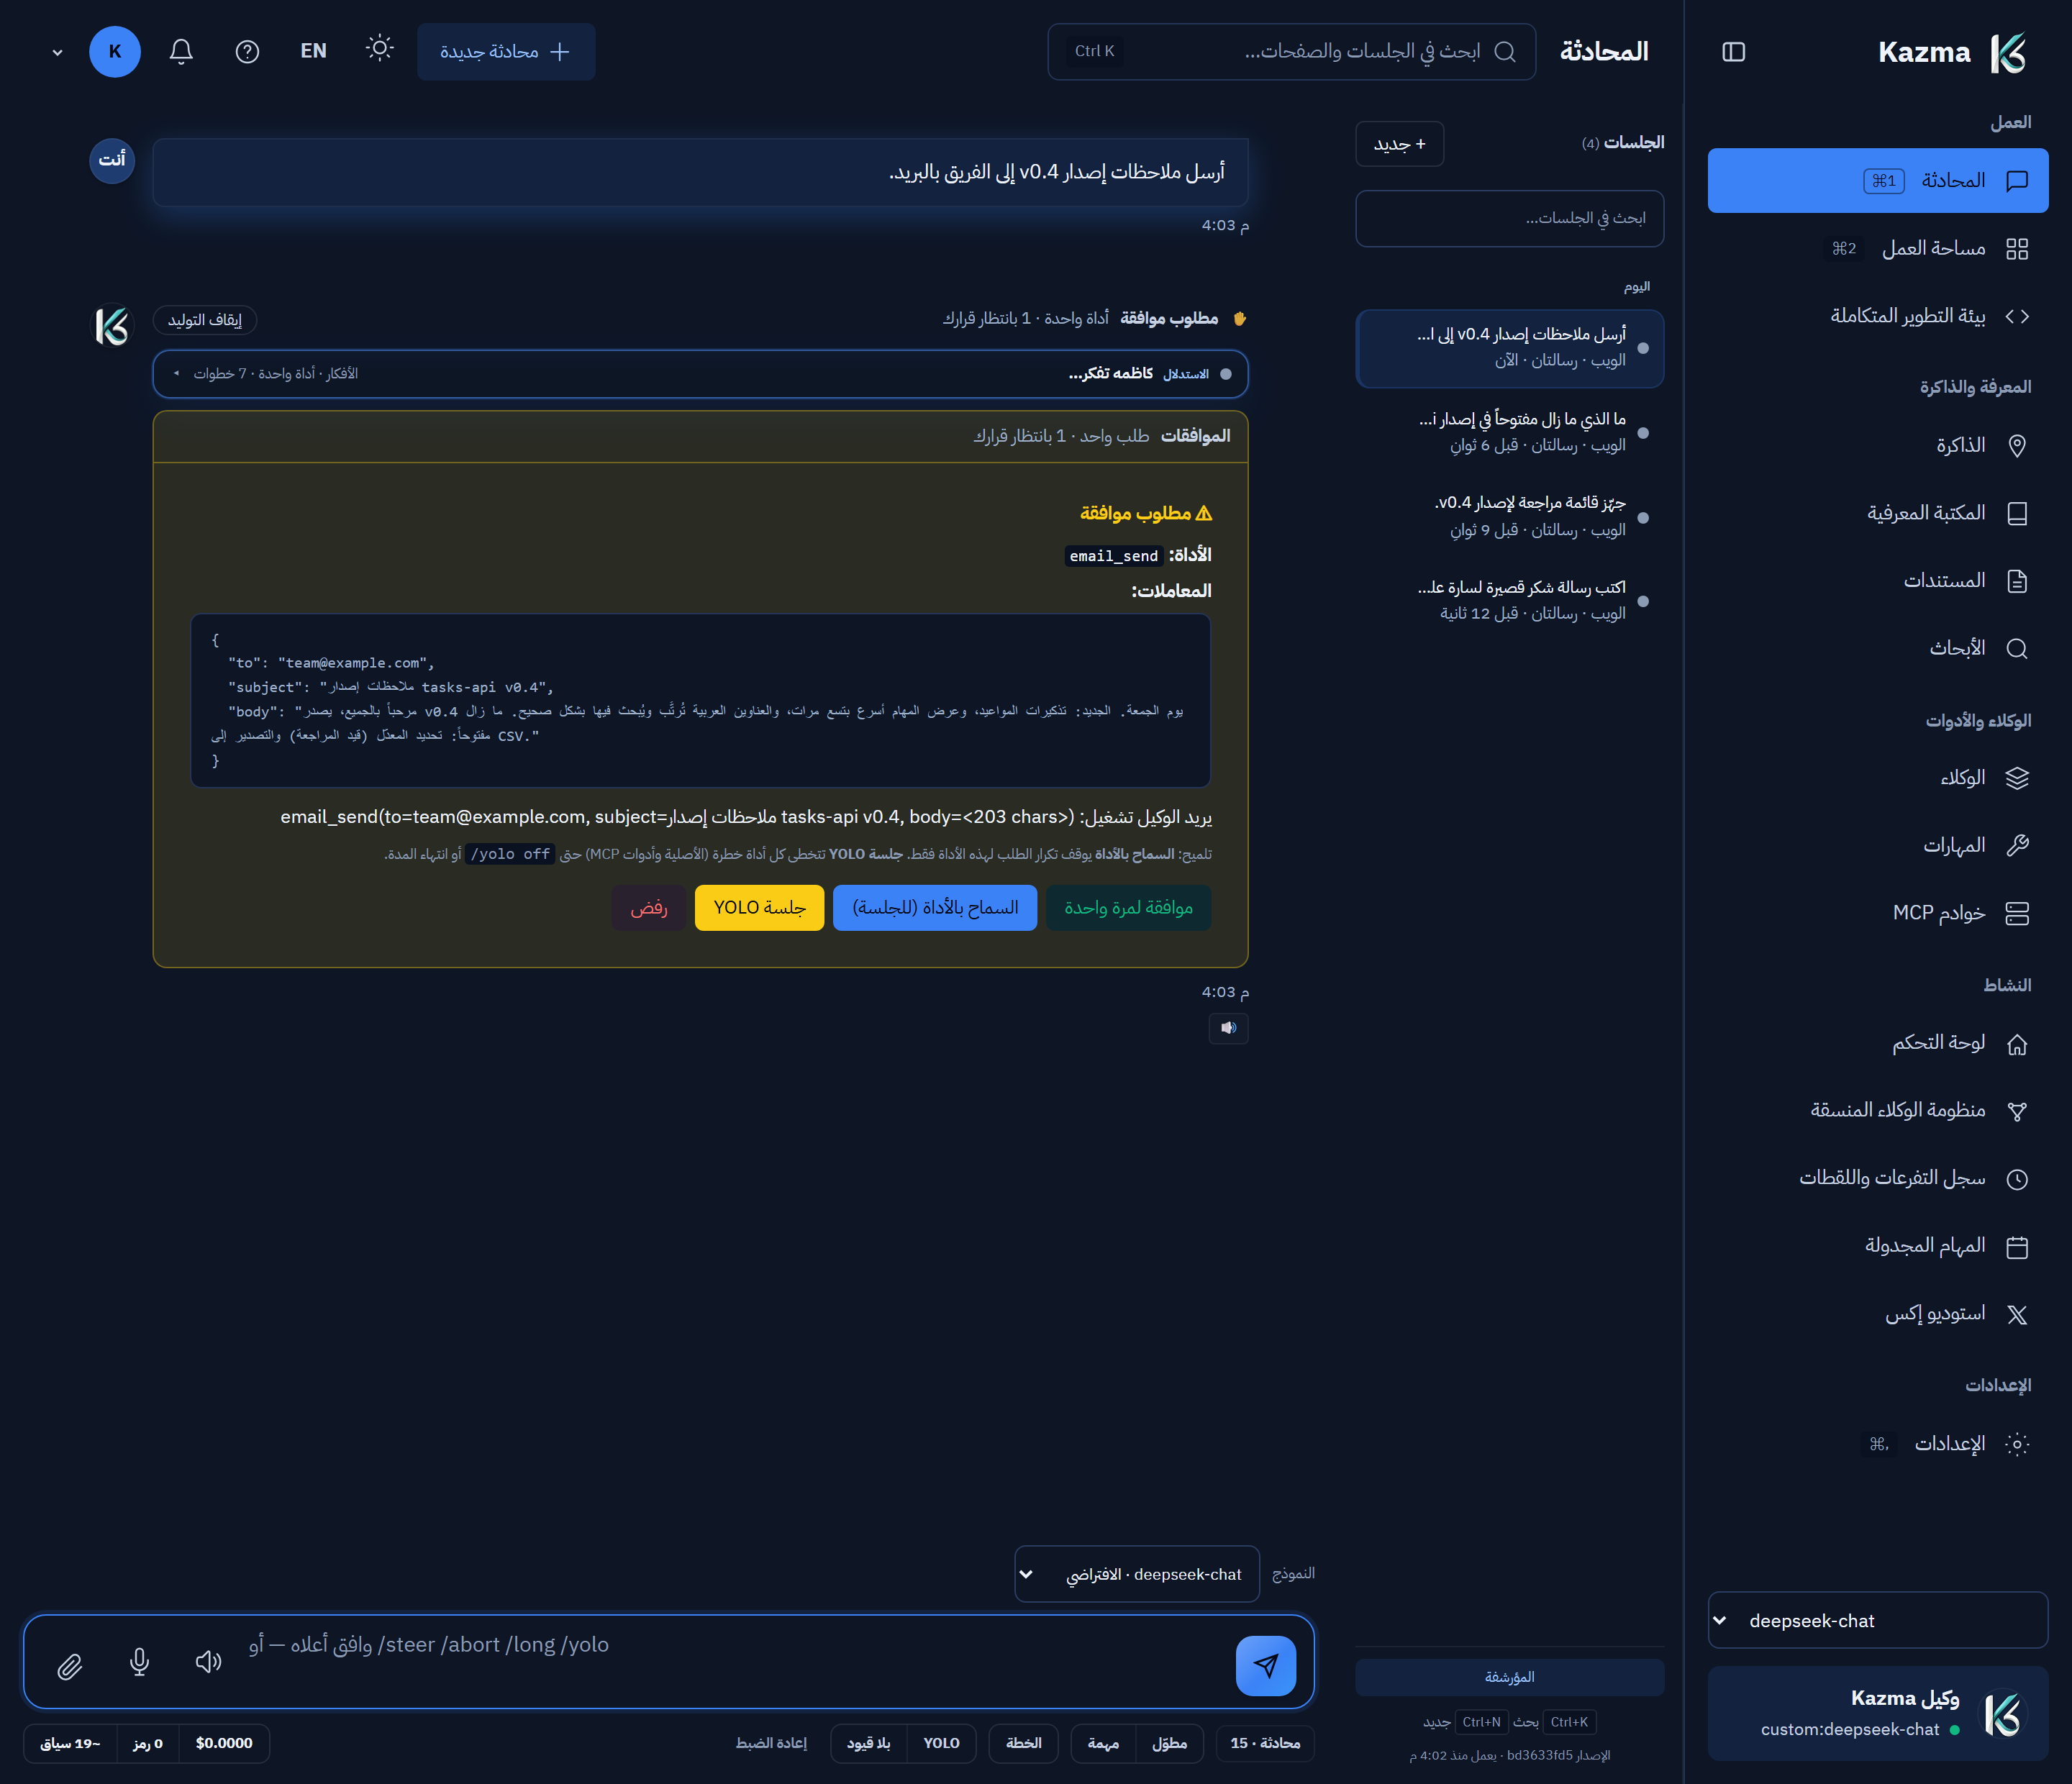 Kazma
العمل
المحادثة ⌘1
مساحة العمل ⌘2
بيئة التطوير المتكاملة
المعرفة والذاكرة
الذاكرة
المكتبة المعرفية
المستندات
الأبحاث
الوكلاء والأدوات
الوكلاء
المهارات
خوادم MCP
النشاط
لوحة التحكم
منظومة الوكلاء المنسقة
سجل التفرعات واللقطات
المهام المجدولة
استوديو إكس
الإعدادات
الإعدادات ⌘,
deepseek-chat
وكيل Kazma
custom:deepseek-chat
المحادثة
ابحث في الجلسات والصفحات... Ctrl K
+ محادثة جديدة
EN
K
الجلسات (4)
+ جديد
ابحث في الجلسات...
اليوم
أرسل ملاحظات إصدار v0.4 إلى ا...
الويب · رسالتان · الآن
ما الذي ما زال مفتوحاً في إصدار i...
الويب · رسالتان · قبل 6 ثوانِ
جهّز قائمة مراجعة لإصدار v0.4.
الويب · رسالتان · قبل 9 ثوانِ
اكتب رسالة شكر قصيرة لسارة علـ...
الويب · رسالتان · قبل 12 ثانية
المؤرشفة
Ctrl+K بحث Ctrl+N جديد
الإصدار bd3633fd5 · يعمل منذ 4:02 م
أنت
أرسل ملاحظات إصدار v0.4 إلى الفريق بالبريد.
4:03 م
مطلوب موافقة أداة واحدة · 1 بانتظار قرارك
إيقاف التوليد
الاستدلال كاظمه تفكر...
الأفكار · أداة واحدة · 7 خطوات
الموافقات طلب واحد · 1 بانتظار قرارك
⚠ مطلوب موافقة
الأداة: email_send
المعاملات:
{
"to": "team@example.com",
"subject": "ملاحظات إصدار tasks-api v0.4",
"body": "مرحباً بالجميع، يصدر v0.4 يوم الجمعة. الجديد: تذكيرات المواعيد، وعرض المهام أسرع بتسع مرات، والعناوين العربية تُرتَّب ويُبحث فيها بشكل صحيح. ما زال
مفتوحاً: تحديد المعدّل (قيد المراجعة) والتصدير إلى CSV."
}
يريد الوكيل تشغيل: email_send(to=team@example.com, subject=ملاحظات إصدار tasks-api v0.4, body=<203 chars>)
تلميح: السماح بالأداة يوقف تكرار الطلب لهذه الأداة فقط. جلسة YOLO تتخطى كل أداة خطرة (الأصلية وأدوات MCP) حتى /yolo off أو انتهاء المدة.
موافقة لمرة واحدة
السماح بالأداة (للجلسة)
جلسة YOLO
رفض
4:03 م
النموذج
deepseek-chat · الافتراضي
وافق أعلاه — أو /steer /abort /long /yolo
محادثة · 15
مطوّل
مهمة
الخطة
YOLO
بلا قيود
إعادة الضبط
$0.0000
0 رمز
~19 سياق